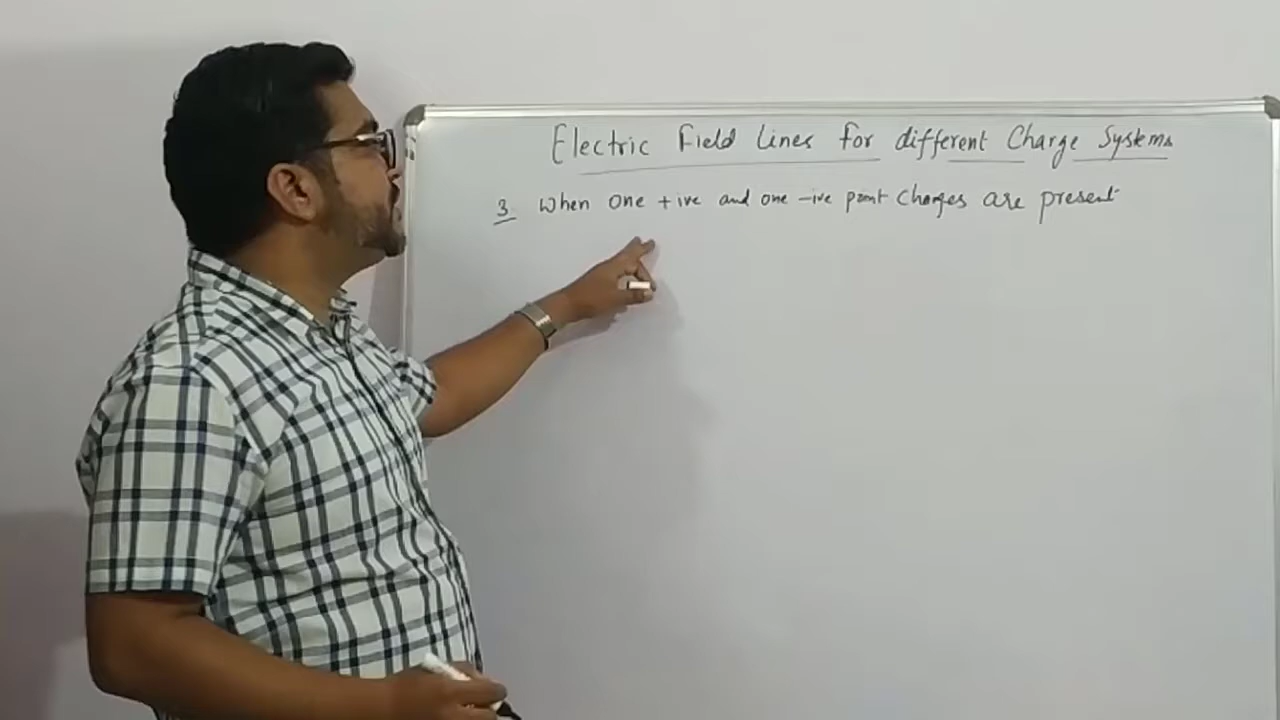 Electric Field Lines for different Charge Systems
3 When one +ive and one -ive point Charges are present